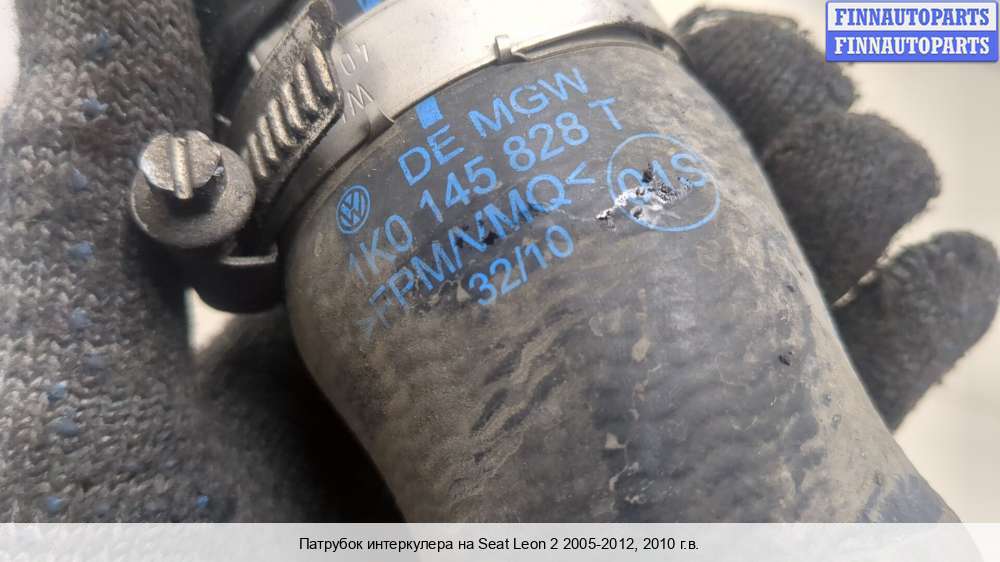 FINNAUTOPARTS
FINNAUTOPARTS
DE MGW
1K0 145 828 T
>FPM/VMQ<
32/10
Патрубок интеркулера на Seat Leon 2 2005-2012, 2010 г.в.